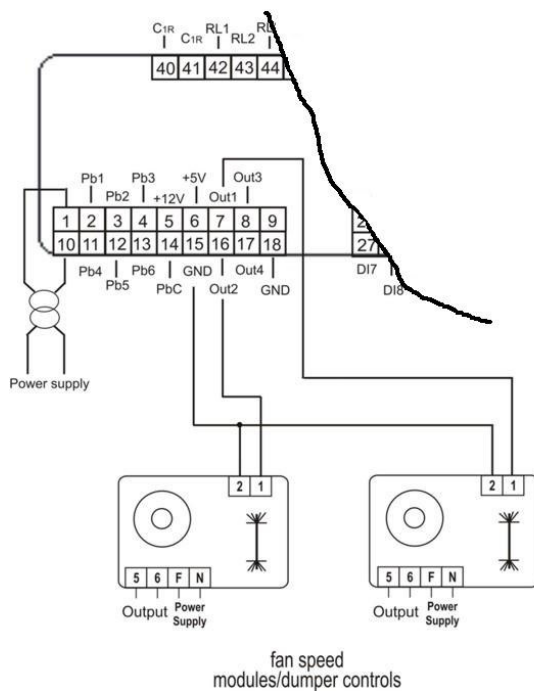 C1R C1R RL1 RL2 RL
40 41 42 43 44
Pb1 Pb2 Pb3 +12V +5V Out1 Out3
1 2 3 4 5 6 7 8 9
10 11 12 13 14 15 16 17 18
27
Pb4 Pb5 Pb6 PbC GND Out2 Out4 GND
DI7 DI8
Power supply
2 1
2 1
5 6 F N
5 6 F N
Output Power Supply
Output Power Supply
fan speed
modules/dumper controls